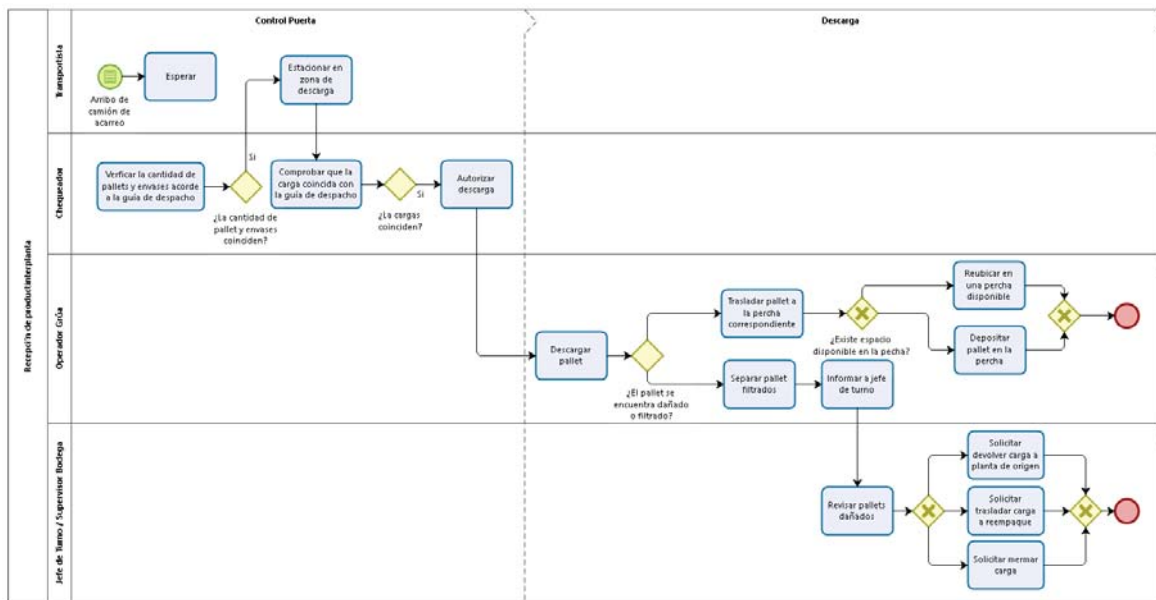 Control Puerta
Descarga
Recepción de productinterplanta
Transportista
Arribo de
camión de
acarreo
Esperar
Estacionar en
zona de
descarga
Chequeador
Verficar la cantidad de
pallets y envases acorde
a la guía de despacho
Si
¿La cantidad de
pallet y envases
coinciden?
Comprobar que la
carga coincida con
la guía de despacho
¿La cargas
coinciden?
Si
Autorizar
descarga
Operador Grúa
Descargar
pallet
¿El pallet se
encuentra dañado
o filtrado?
Trasladar pallet a
la percha
correspondiente
¿Existe espacio
disponible en la pecha?
Reubicar en
una percha
disponible
Depositar
pallet en la
percha
Separar pallet
filtrados
Informar a jefe
de turno
Jefe de Turno / Supervisor Bodega
Revisar pallets
dañados
Solicitar
devolver carga a
planta de origen
Solicitar
trasladar carga
a reempaque
Solicitar mermar
carga